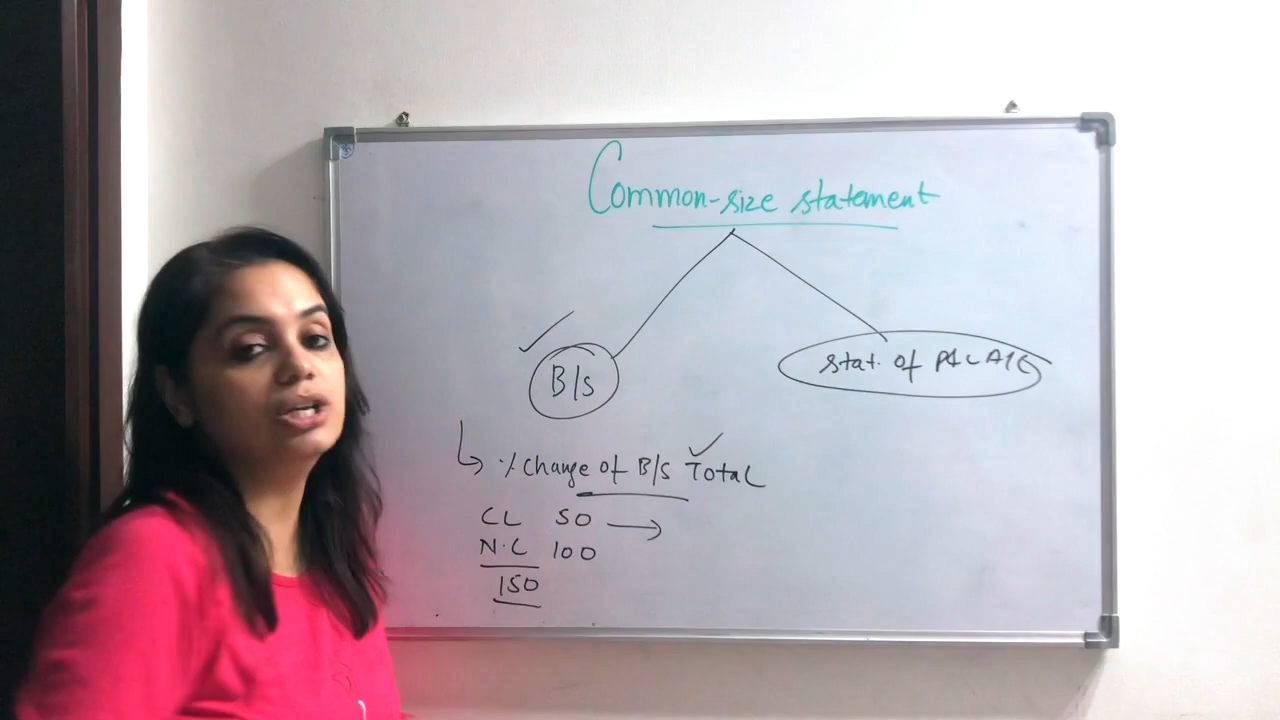 Common-size statement
B/s
stat. of P&L A/C
% Change of B/s Total
CL 50
N.C 100
150